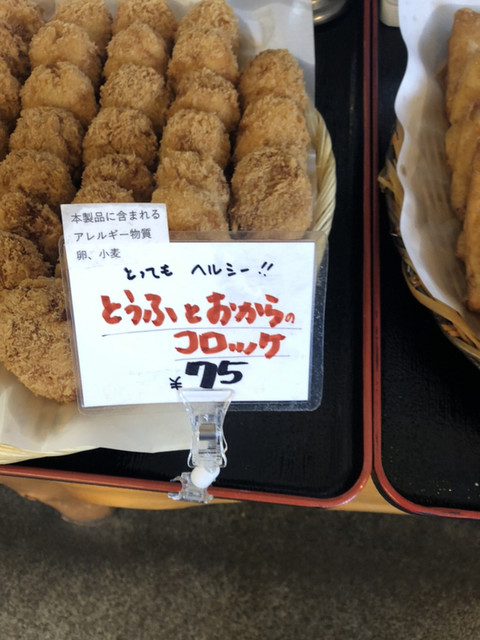 本製品に含まれる
アレルギー物質
卵、小麦
とっても ヘルシー!!
とうふとおからの
コロッケ
¥75